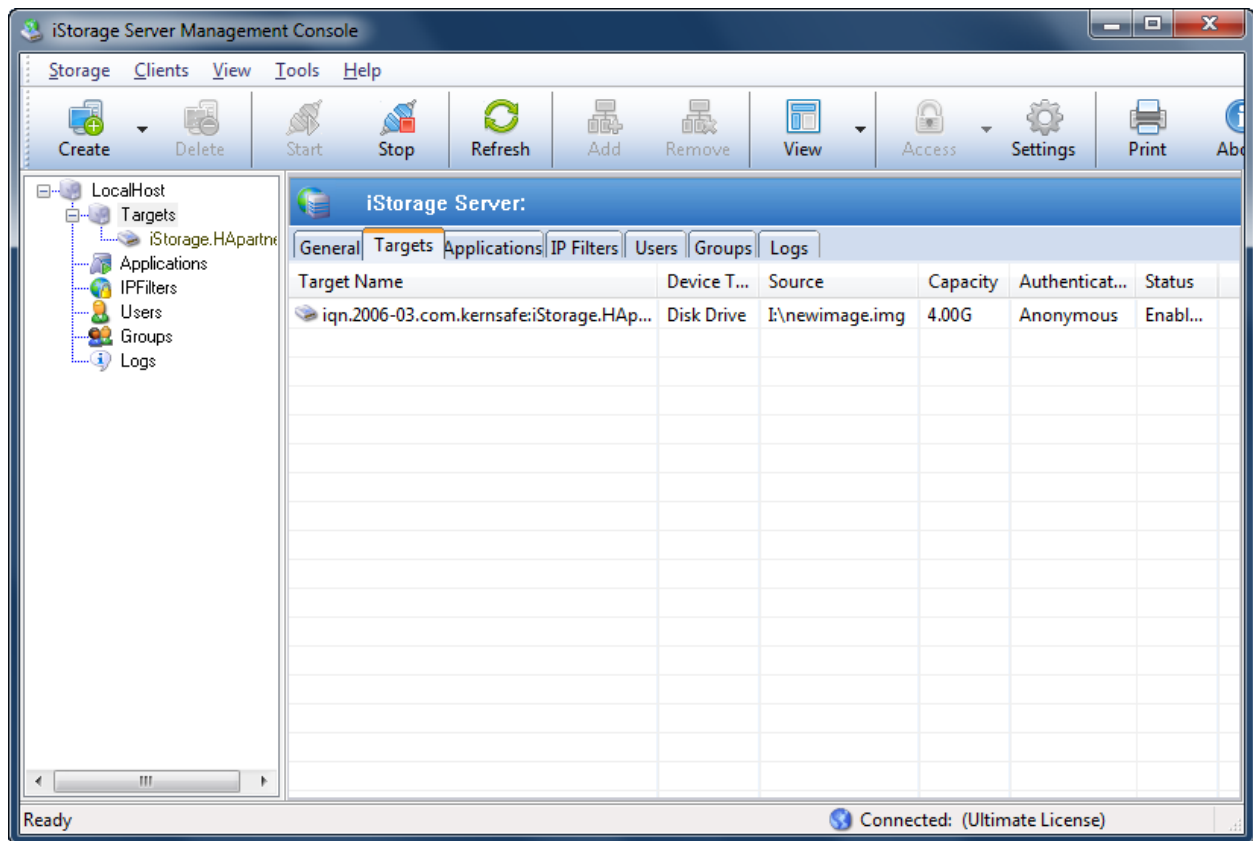 iStorage Server Management Console
Storage Clients View Tools Help
Create Delete Start Stop Refresh Add Remove View Access Settings Print Abo
LocalHost
Targets
iStorage.HApartne
Applications
IPFilters
Users
Groups
Logs
iStorage Server:
General Targets Applications IP Filters Users Groups Logs
Target Name Device T... Source Capacity Authenticat... Status
iqn.2006-03.com.kernsafe:iStorage.HAp... Disk Drive I:\newimage.img 4.00G Anonymous Enabl...
Ready Connected: (Ultimate License)